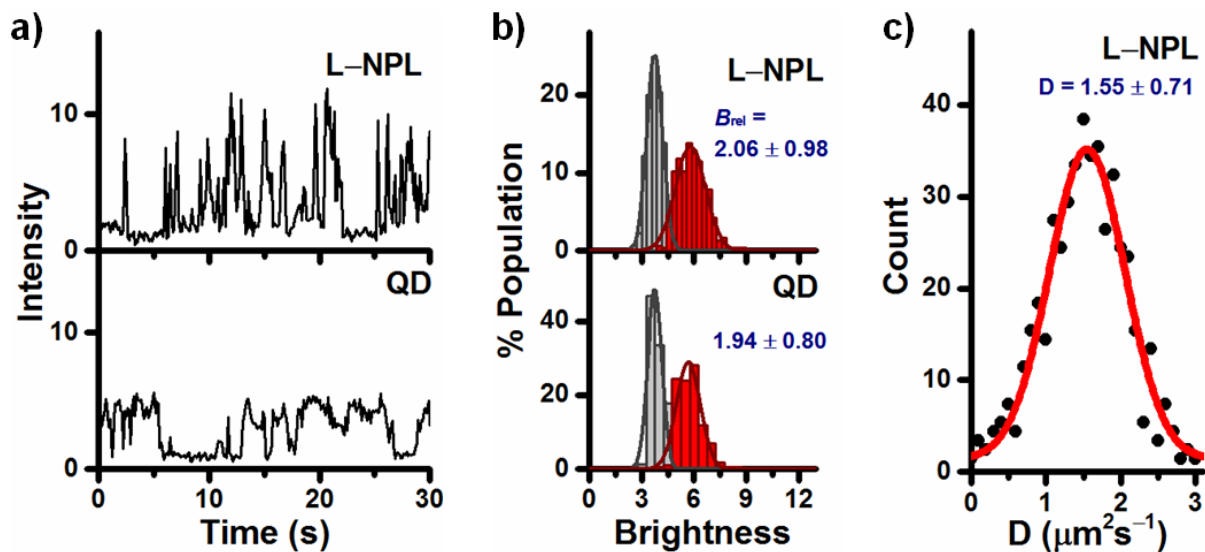 a)
Intensity
10
0
10
0
L–NPL
QD
0 10 20 30
Time (s)
b)
% Population
20
10
0
40
20
0
L–NPL
Brel =
2.06 ± 0.98
QD
1.94 ± 0.80
0 3 6 9 12
Brightness
c)
Count
40
30
20
10
0
L–NPL
D = 1.55 ± 0.71
0 1 2 3
D (μm²s⁻¹)